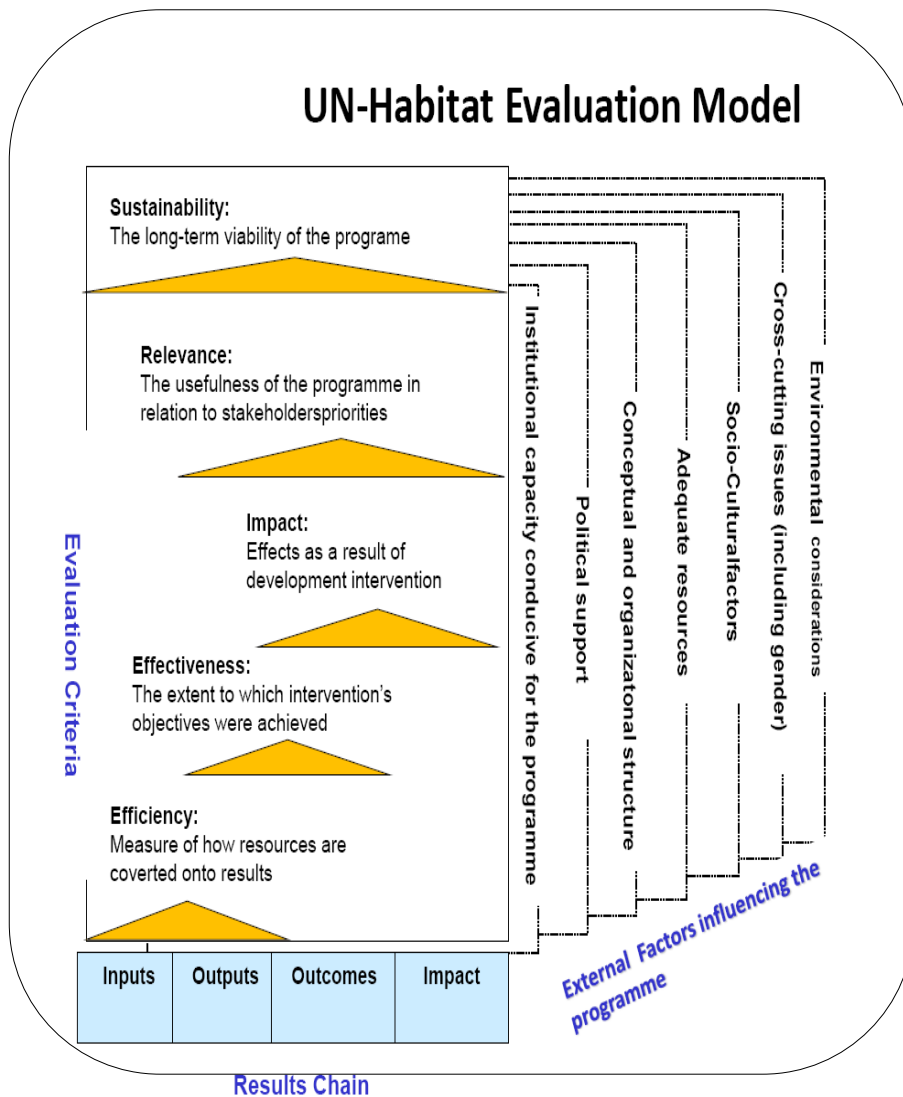 UN-Habitat Evaluation Model
Sustainability:
The long-term viability of the programe
Relevance:
The usefulness of the programme in
relation to stakeholderspriorities
Impact:
Effects as a result of
development intervention
Effectiveness:
The extent to which intervention's
objectives were achieved
Efficiency:
Measure of how resources are
coverted onto results
Evaluation Criteria
Inputs
Outputs
Outcomes
Impact
Results Chain
Institutional capacity conducive for the programme
Political support
Conceptual and organizatonal structure
Adequate resources
Socio-Culturalfactors
Cross-cutting issues (including gender)
Environmental considerations
External Factors influencing the
programme